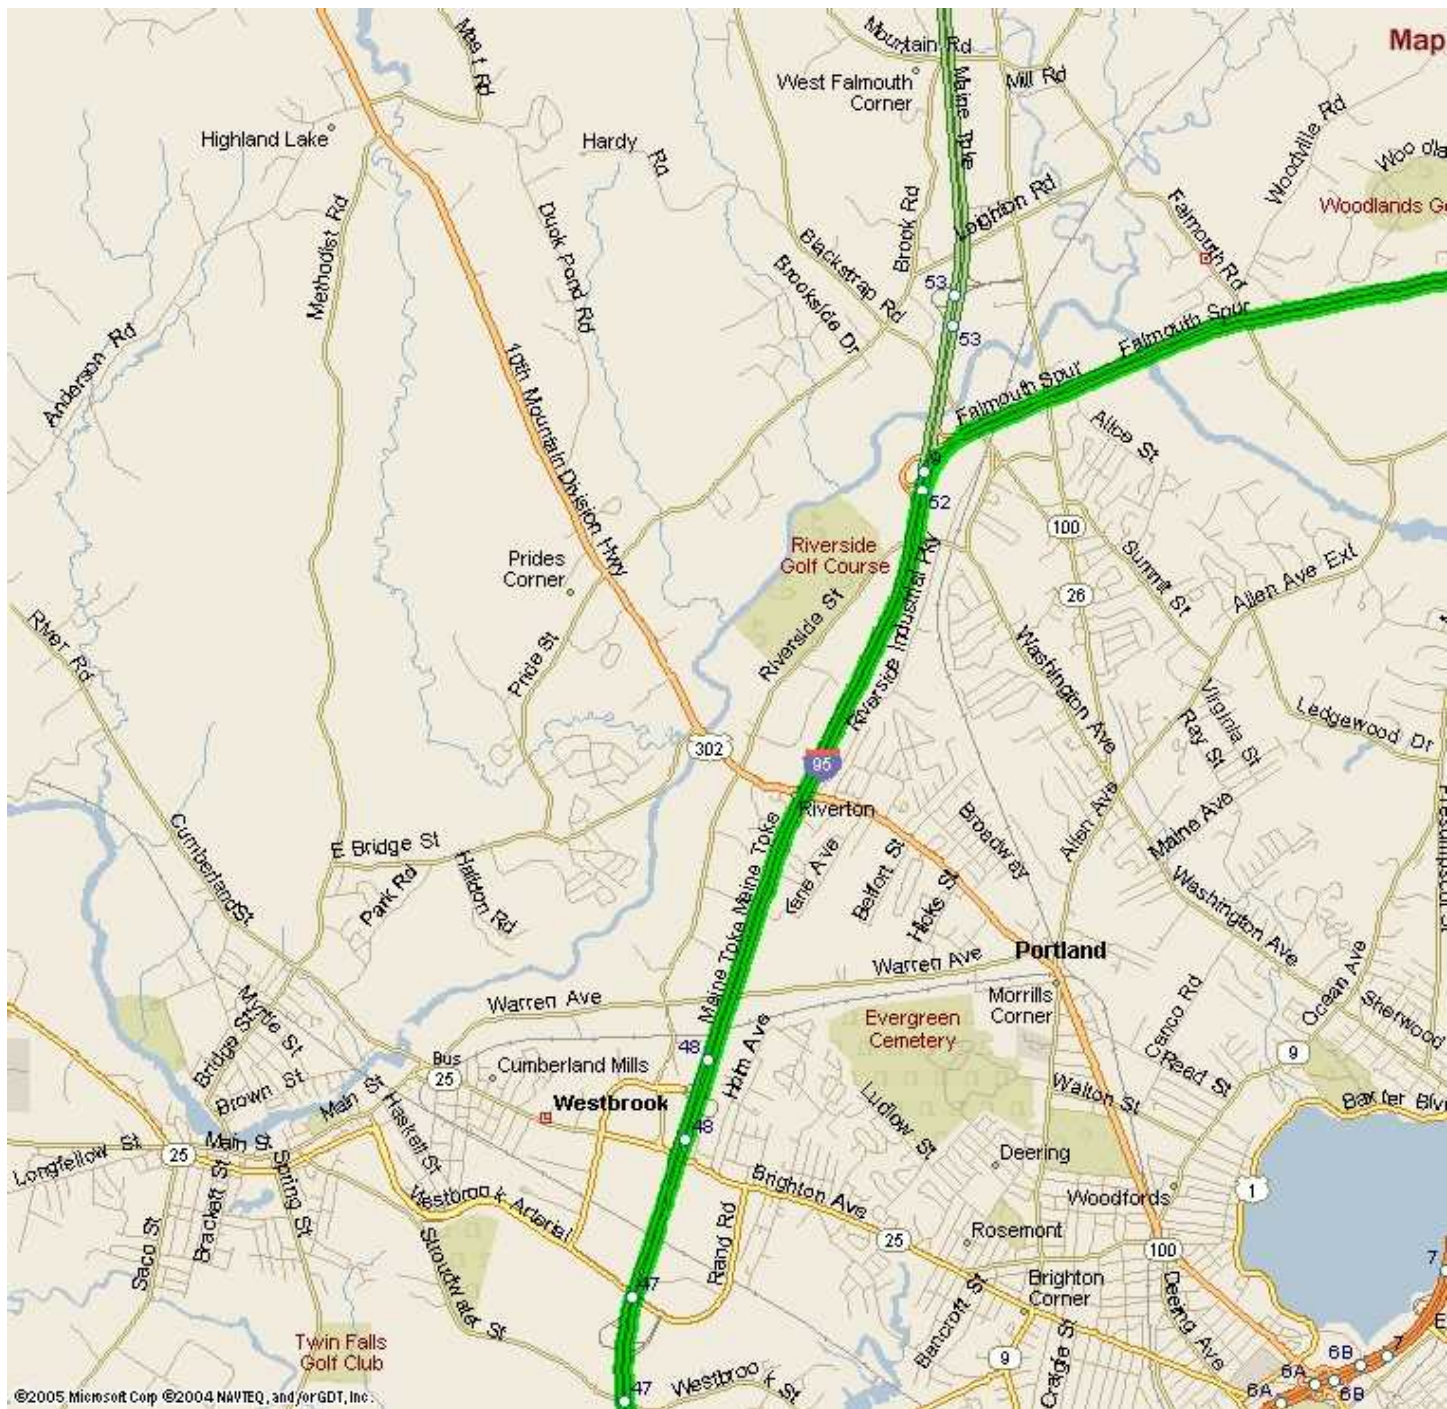 Map
Mast Rd
Mountain Rd
West Falmouth
Corner
Maine Tpke
Mill Rd
Woodville Rd
Highland Lake
Hardy Rd
Methodist Rd
Duck Pond Rd
Brook Rd
Leighton Rd
Falmouth Rd
Blackstrap Rd
Brookside Dr
53
53
Anderson Rd
10th Mountain Division Hwy
Falmouth Spur
Falmouth Spur
Allce St
52
100
Riverside
Golf Course
Riverside Industrial Pky
Summit St
Allen Ave Ext
Prides
Corner
26
River Rd
Riverside St
Washington Ave
Pride St
Virginia St
Ray St
Ledgewood Dr
302
95
Riverton
Cumberland St
E Bridge St
Halidon Rd
Park Rd
Maine Tpke
Maine Tpke
Lane Ave
Belfort St
Hicks St
Broadway
Allen Ave
Maine Ave
Washington Ave
Portland
Warren Ave
Warren Ave
Morrills
Corner
Canco Rd
Ocean Ave
Sherwood
Myrtle St
Bridge St
Evergreen
Cemetery
Bus
25
Cumberland Mills
48
Holm Ave
9
Read St
Brown St
Main St
Westbrook
Haskell St
Ludlow St
Walton St
Baxter Blv
48
25
Main St
Longfellow St
Deering
Brighton Ave
Woodfords
1
Brackett St
Spring St
Westbrook Arterial
Rosemont
Saco St
Stroudwater St
Rand Rd
25
100
7
47
Brighton
Corner
Bancroft St
Deering Ave
Twin Falls
Golf Club
9
Craigie St
7
6B
6A
6B
6A
47
Westbrook St
©2005 Microsoft Corp ©2004 NAVTEQ, and/or GDT, Inc.